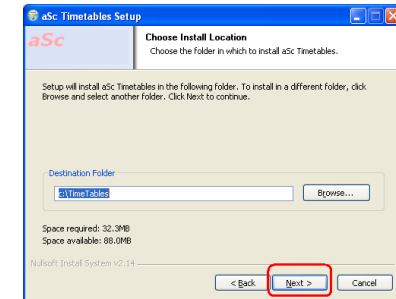 aSc Timetables Setup
aSc
Choose Install Location
Choose the folder in which to install aSc Timetables.
Setup will install aSc Timetables in the following folder. To install in a different folder, click
Browse and select another folder. Click Next to continue.
Destination Folder
c:\TimeTables
Browse...
Space required: 32.3MB
Space available: 88.0MB
Nullsoft Install System v2.14
< Back
Next >
Cancel